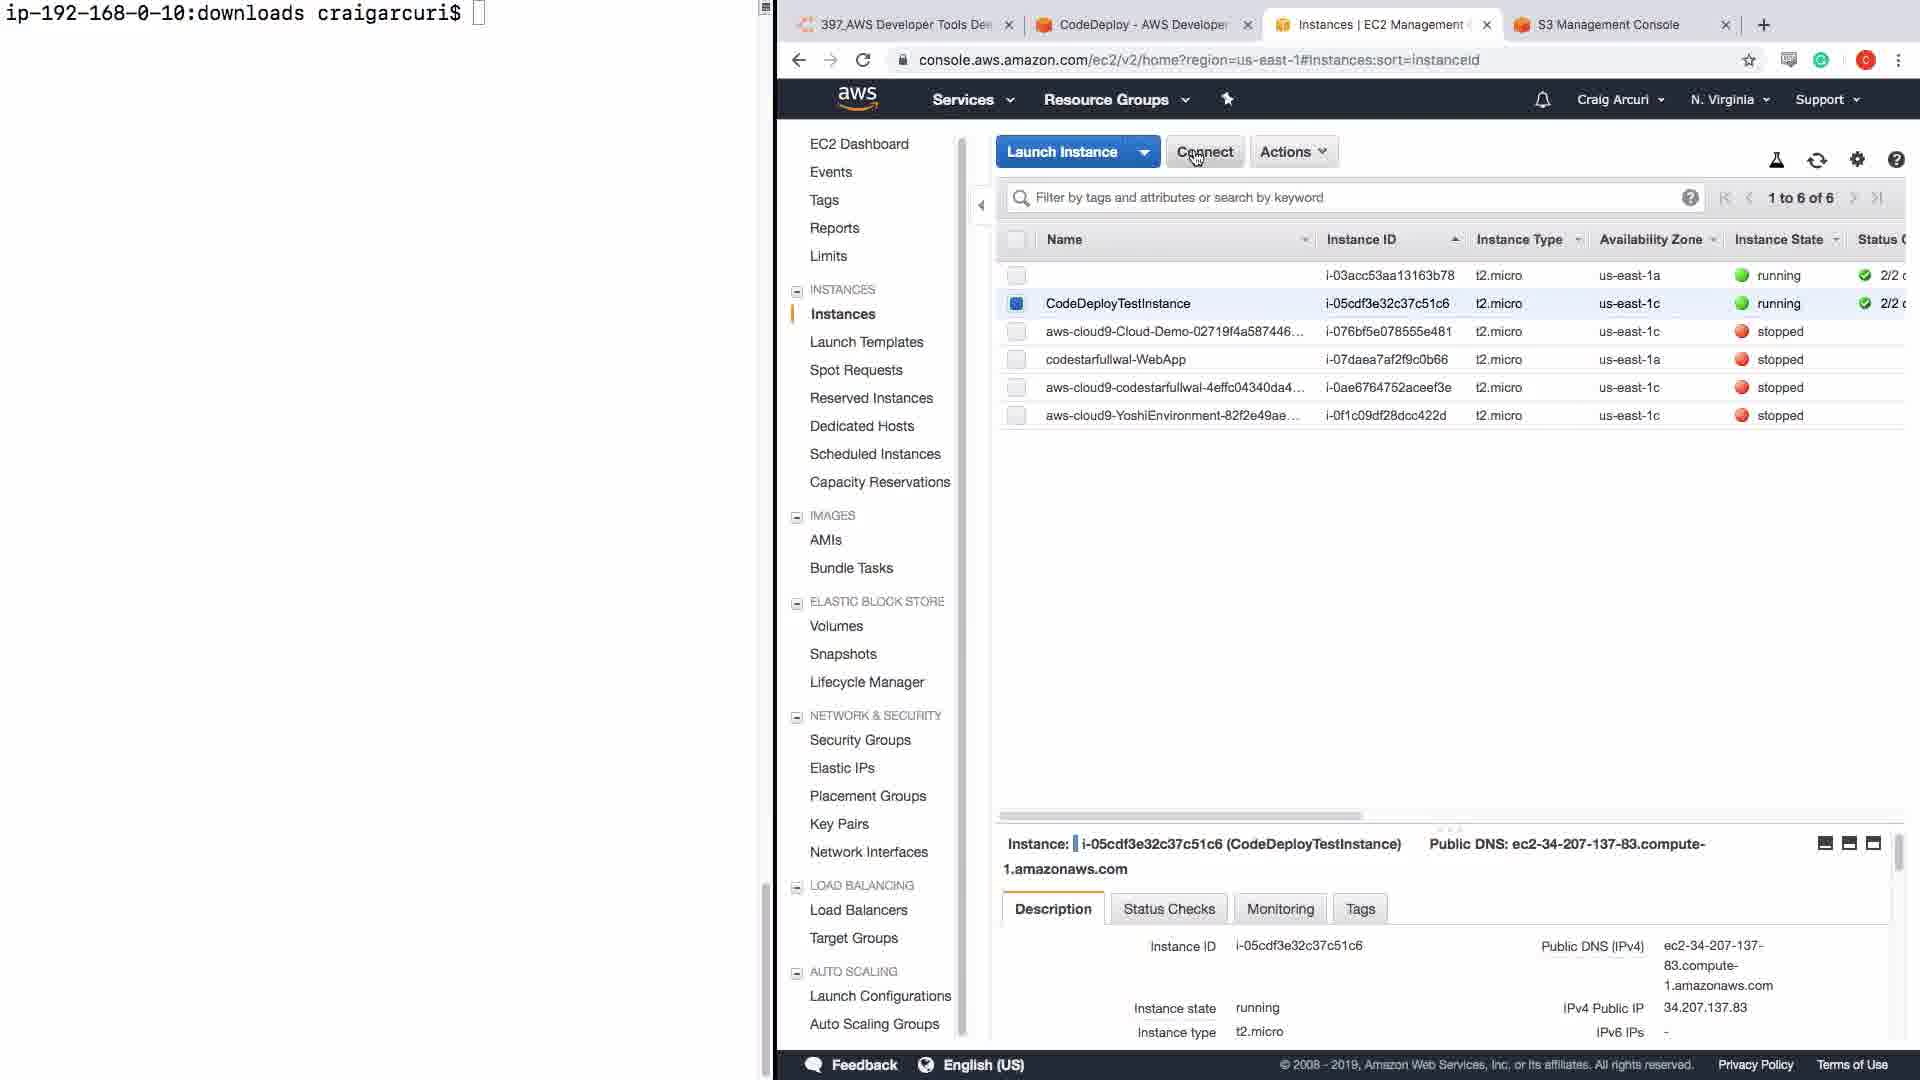 ip-192-168-0-10:downloads craigarcuri$
397_AWS Developer Tools Dee
CodeDeploy - AWS Developer
Instances | EC2 Management
S3 Management Console
console.aws.amazon.com/ec2/v2/home?region=us-east-1#Instances:sort=instanceId
aws
Services
Resource Groups
Craig Arcuri
N. Virginia
Support
EC2 Dashboard
Events
Tags
Reports
Limits
INSTANCES
Instances
Launch Templates
Spot Requests
Reserved Instances
Dedicated Hosts
Scheduled Instances
Capacity Reservations
IMAGES
AMIs
Bundle Tasks
ELASTIC BLOCK STORE
Volumes
Snapshots
Lifecycle Manager
NETWORK & SECURITY
Security Groups
Elastic IPs
Placement Groups
Key Pairs
Network Interfaces
LOAD BALANCING
Load Balancers
Target Groups
AUTO SCALING
Launch Configurations
Auto Scaling Groups
Launch Instance
Connect
Actions
Filter by tags and attributes or search by keyword
1 to 6 of 6
Name Instance ID Instance Type Availability Zone Instance State Status C
i-03acc53aa13163b78 t2.micro us-east-1a running 2/2 c
CodeDeployTestInstance i-05cdf3e32c37c51c6 t2.micro us-east-1c running 2/2 c
aws-cloud9-Cloud-Demo-02719f4a587446... i-076bf5e078555e481 t2.micro us-east-1c stopped
codestarfullwal-WebApp i-07daea7af2f9c0b66 t2.micro us-east-1a stopped
aws-cloud9-codestarfullwal-4effc04340da4... i-0ae6764752aceef3e t2.micro us-east-1c stopped
aws-cloud9-YoshiEnvironment-82f2e49ae... i-0f1c09df28dcc422d t2.micro us-east-1c stopped
Instance: i-05cdf3e32c37c51c6 (CodeDeployTestInstance) Public DNS: ec2-34-207-137-83.compute-
1.amazonaws.com
Description
Status Checks
Monitoring
Tags
Instance ID i-05cdf3e32c37c51c6
Instance state running
Instance type t2.micro
Public DNS (IPv4) ec2-34-207-137-
83.compute-
1.amazonaws.com
IPv4 Public IP 34.207.137.83
IPv6 IPs -
Feedback
English (US)
© 2008 - 2019, Amazon Web Services, Inc. or its affiliates. All rights reserved.
Privacy Policy
Terms of Use